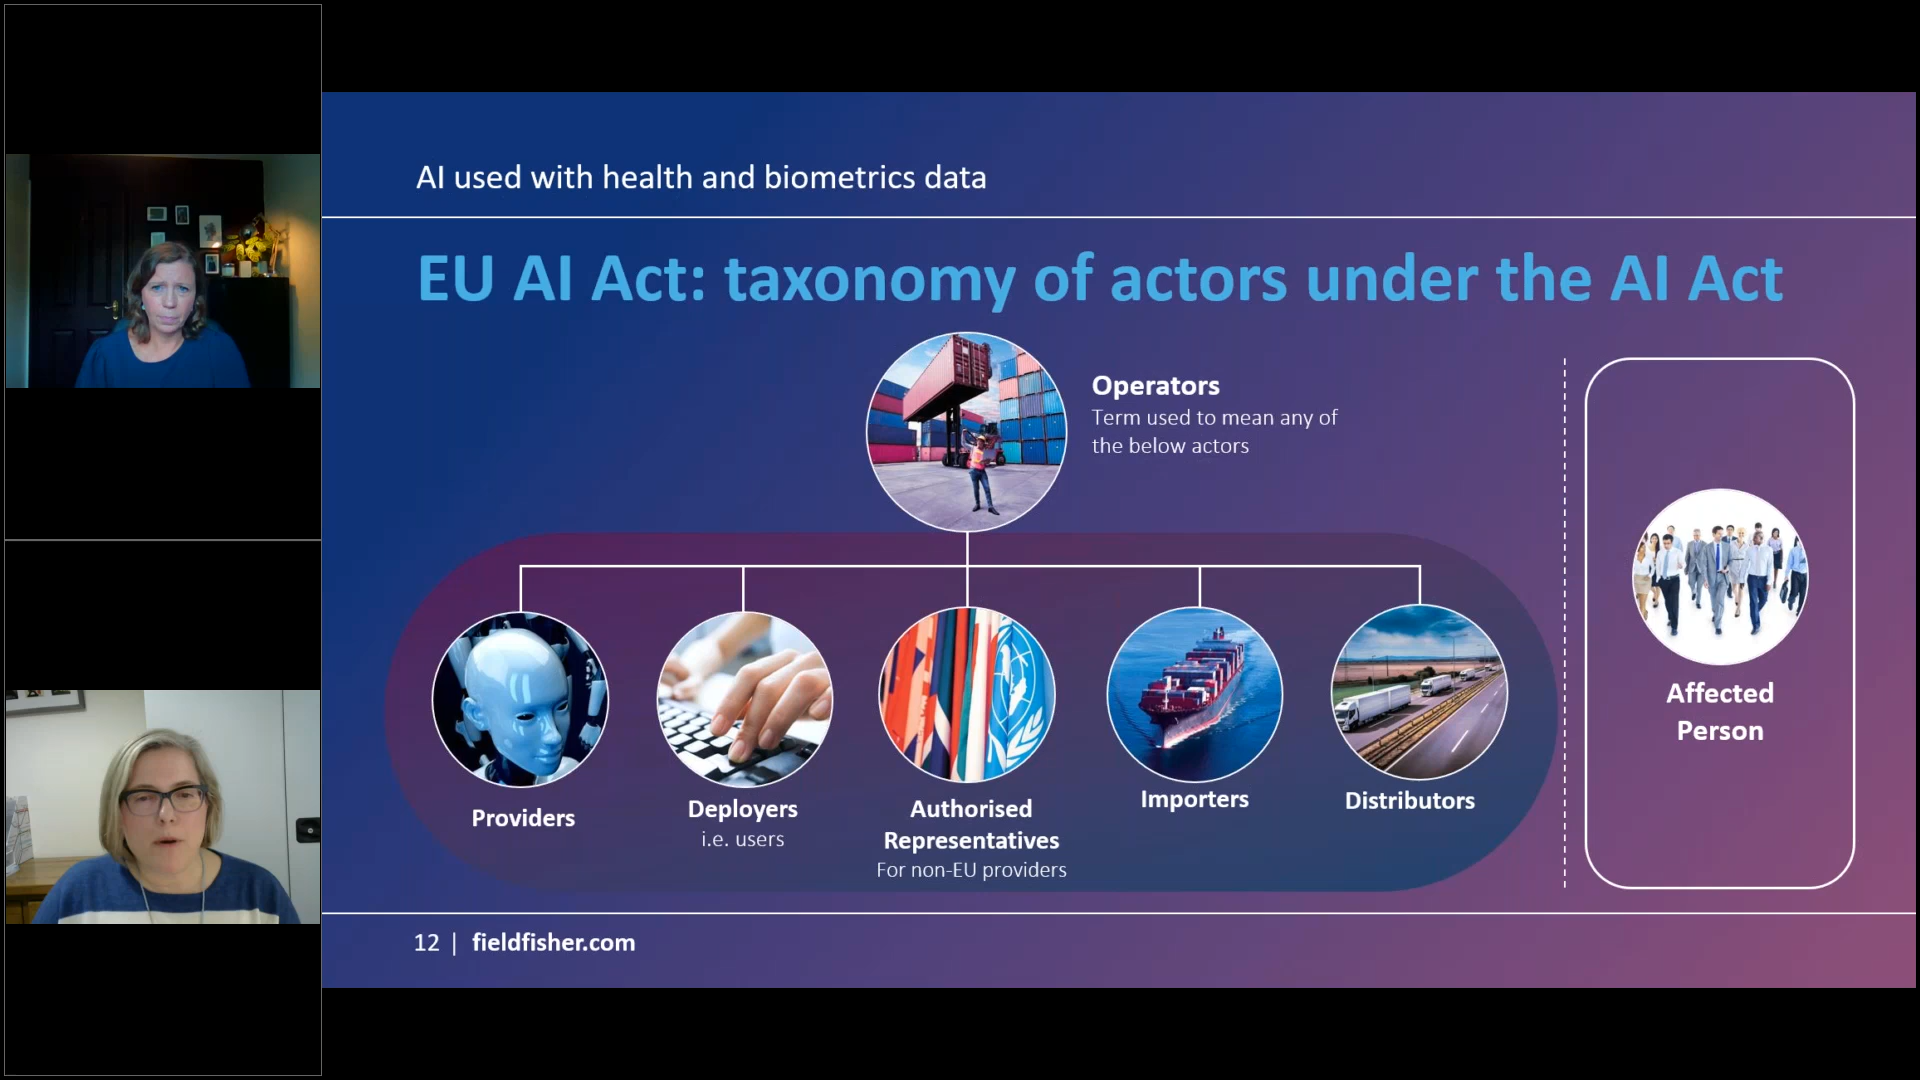 AI used with health and biometrics data
EU AI Act: taxonomy of actors under the AI Act
Operators
Term used to mean any of
the below actors
Providers
Deployers
i.e. users
Authorised
Representatives
For non-EU providers
Importers
Distributors
Affected
Person
12 | fieldfisher.com